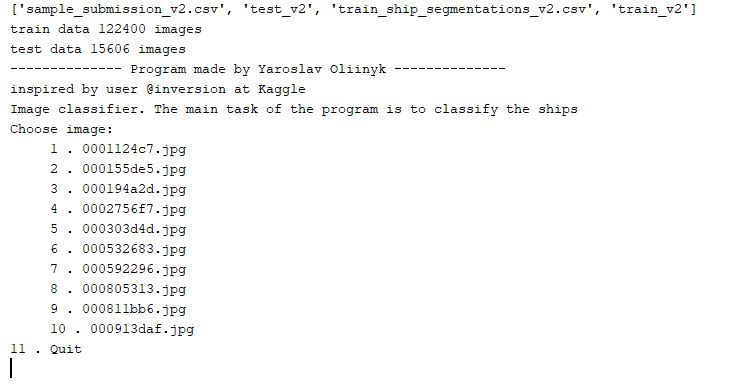 ['sample_submission_v2.csv', 'test_v2', 'train_ship_segmentations_v2.csv', 'train_v2']
train data 122400 images
test data 15606 images
-------------- Program made by Yaroslav Oliinyk --------------
inspired by user @inversion at Kaggle
Image classifier. The main task of the program is to classify the ships
Choose image:
1 . 0001124c7.jpg
2 . 000155de5.jpg
3 . 000194a2d.jpg
4 . 0002756f7.jpg
5 . 000303d4d.jpg
6 . 000532683.jpg
7 . 000592296.jpg
8 . 000805313.jpg
9 . 000811bb6.jpg
10 . 000913daf.jpg
11 . Quit